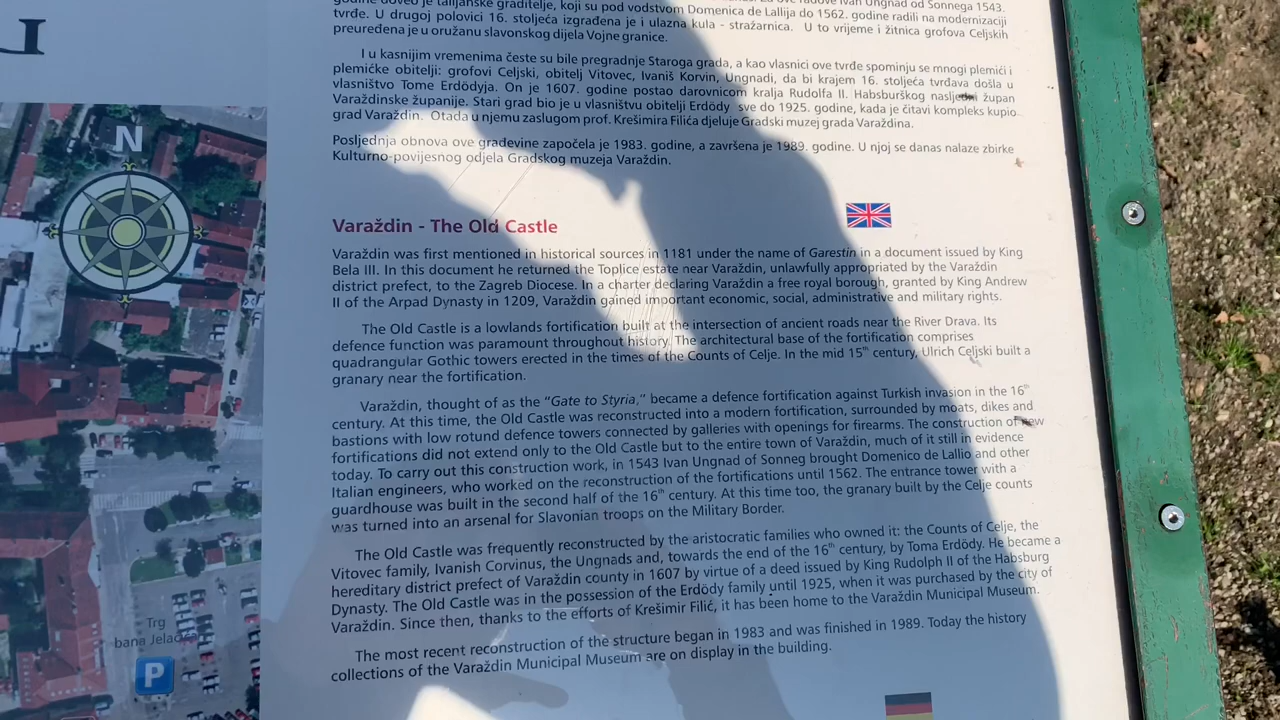 godine doveo je talijanske graditelje, koji su pod vodstvom Domenica de Lallija do 1562. godine radili na modernizaciji
tvrđe. U drugoj polovici 16. stoljeća izgrađena je i ulazna kula - stražarnica. U to vrijeme i žitnica grofova Celjskih
preuređena je u oružanu slavonskog dijela Vojne granice.
I u kasnijim vremenima česte su bile pregradnje Staroga grada, a kao vlasnici ove tvrđe spominju se mnogi plemići i
plemićke obitelji: grofovi Celjski, obitelj Vitovec, Ivaniš Korvin, Ungnadi, da bi krajem 16. stoljeća tvrđava došla u
vlasništvo Tome Erdödyja. On je 1607. godine postao darovnicom kralja Rudolfa II. Habsburškog nasljedni župan
Varaždinske županije. Stari grad bio je u vlasništvu obitelji Erdödy sve do 1925. godine, kada je čitavi kompleks kupio
grad Varaždin. Otada u njemu zaslugom prof. Krešimira Filića djeluje Gradski muzej grada Varaždina.
Posljednja obnova ove građevine započela je 1983. godine, a završena je 1989. godine. U njoj se danas nalaze zbirke
Kulturno-povijesnog odjela Gradskog muzeja Varaždin.
N
Varaždin - The Old Castle
Varaždin was first mentioned in historical sources in 1181 under the name of Garestin in a document issued by King
Bela III. In this document he returned the Toplice estate near Varaždin, unlawfully appropriated by the Varaždin
district prefect, to the Zagreb Diocese. In a charter declaring Varaždin a free royal borough, granted by King Andrew
II of the Arpad Dynasty in 1209, Varaždin gained important economic, social, administrative and military rights.
The Old Castle is a lowlands fortification built at the intersection of ancient roads near the River Drava. Its
defence function was paramount throughout history. The architectural base of the fortification comprises
quadrangular Gothic towers erected in the times of the Counts of Celje. In the mid 15th century, Ulrich Celjski built a
granary near the fortification.
Varaždin, thought of as the “Gate to Styria,” became a defence fortification against Turkish invasion in the 16th
century. At this time, the Old Castle was reconstructed into a modern fortification, surrounded by moats, dikes and
bastions with low rotund defence towers connected by galleries with openings for firearms. The construction of new
fortifications did not extend only to the Old Castle but to the entire town of Varaždin, much of it still in evidence
today. To carry out this construction work, in 1543 Ivan Ungnad of Sonneg brought Domenico de Lallio and other
Italian engineers, who worked on the reconstruction of the fortifications until 1562. The entrance tower with a
guardhouse was built in the second half of the 16th century. At this time too, the granary built by the Celje counts
was turned into an arsenal for Slavonian troops on the Military Border.
The Old Castle was frequently reconstructed by the aristocratic families who owned it: the Counts of Celje, the
Vitovec family, Ivanish Corvinus, the Ungnads and, towards the end of the 16th century, by Toma Erdödy. He became a
hereditary district prefect of Varaždin county in 1607 by virtue of a deed issued by King Rudolph II of the Habsburg
Dynasty. The Old Castle was in the possession of the Erdödy family until 1925, when it was purchased by the city of
Varaždin. Since then, thanks to the efforts of Krešimir Filić, it has been home to the Varaždin Municipal Museum.
The most recent reconstruction of the structure began in 1983 and was finished in 1989. Today the history
collections of the Varaždin Municipal Museum are on display in the building.
Trg
bana Jelačića
P